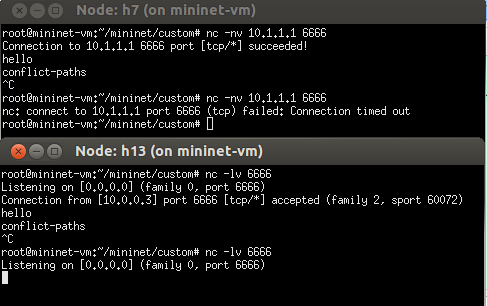 Node: h7 (on mininet-vm)
root@mininet-vm:~/mininet/custom# nc -nv 10.1.1.1 6666
Connection to 10.1.1.1 6666 port [tcp/*] succeeded!
hello
conflict-paths
^C
root@mininet-vm:~/mininet/custom# nc -nv 10.1.1.1 6666
nc: connect to 10.1.1.1 port 6666 (tcp) failed: Connection timed out
root@mininet-vm:~/mininet/custom#
Node: h13 (on mininet-vm)
root@mininet-vm:~/mininet/custom# nc -lv 6666
Listening on [0.0.0.0] (family 0, port 6666)
Connection from [10.0.0.3] port 6666 [tcp/*] accepted (family 2, sport 60072)
hello
conflict-paths
^C
root@mininet-vm:~/mininet/custom# nc -lv 6666
Listening on [0.0.0.0] (family 0, port 6666)